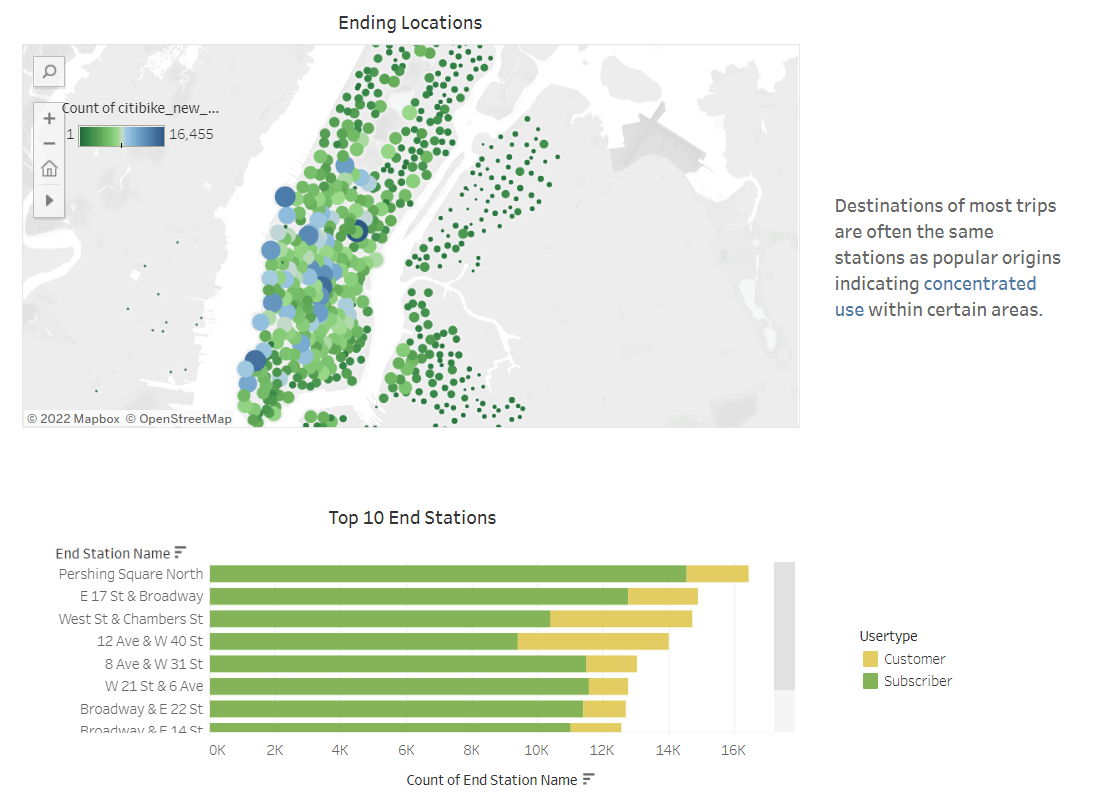 Ending Locations
Count of citibike_new_...
1 16,455
© 2022 Mapbox © OpenStreetMap
Destinations of most trips
are often the same
stations as popular origins
indicating concentrated
use within certain areas.
Top 10 End Stations
End Station Name
Pershing Square North
E 17 St & Broadway
West St & Chambers St
12 Ave & W 40 St
8 Ave & W 31 St
W 21 St & 6 Ave
Broadway & E 22 St
Broadway & E 14 St
0K 2K 4K 6K 8K 10K 12K 14K 16K
Count of End Station Name
Usertype
Customer
Subscriber